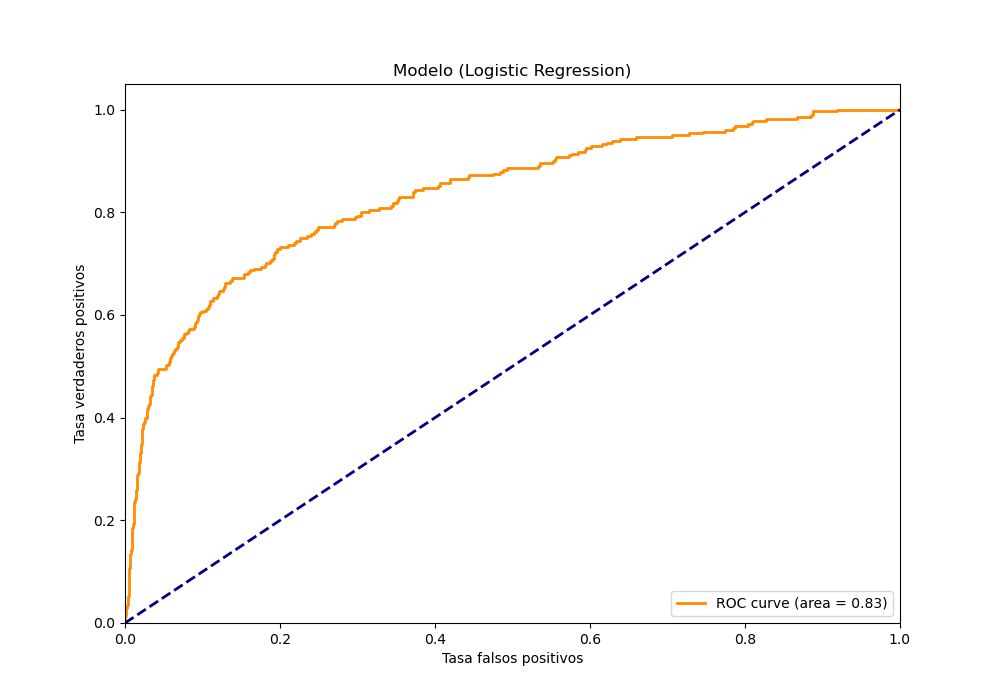 Modelo (Logistic Regression)
Tasa verdaderos positivos
1.0
0.8
0.6
0.4
0.2
0.0
0.0 0.2 0.4 0.6 0.8 1.0
Tasa falsos positivos
ROC curve (area = 0.83)